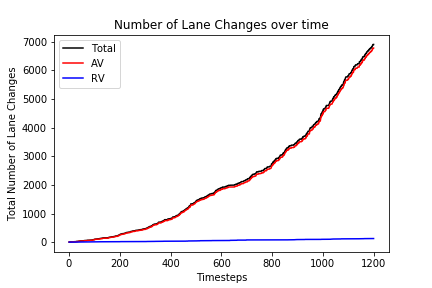 Number of Lane Changes over time
Total Number of Lane Changes
7000
6000
5000
4000
3000
2000
1000
0
Total
AV
RV
0 200 400 600 800 1000 1200
Timesteps